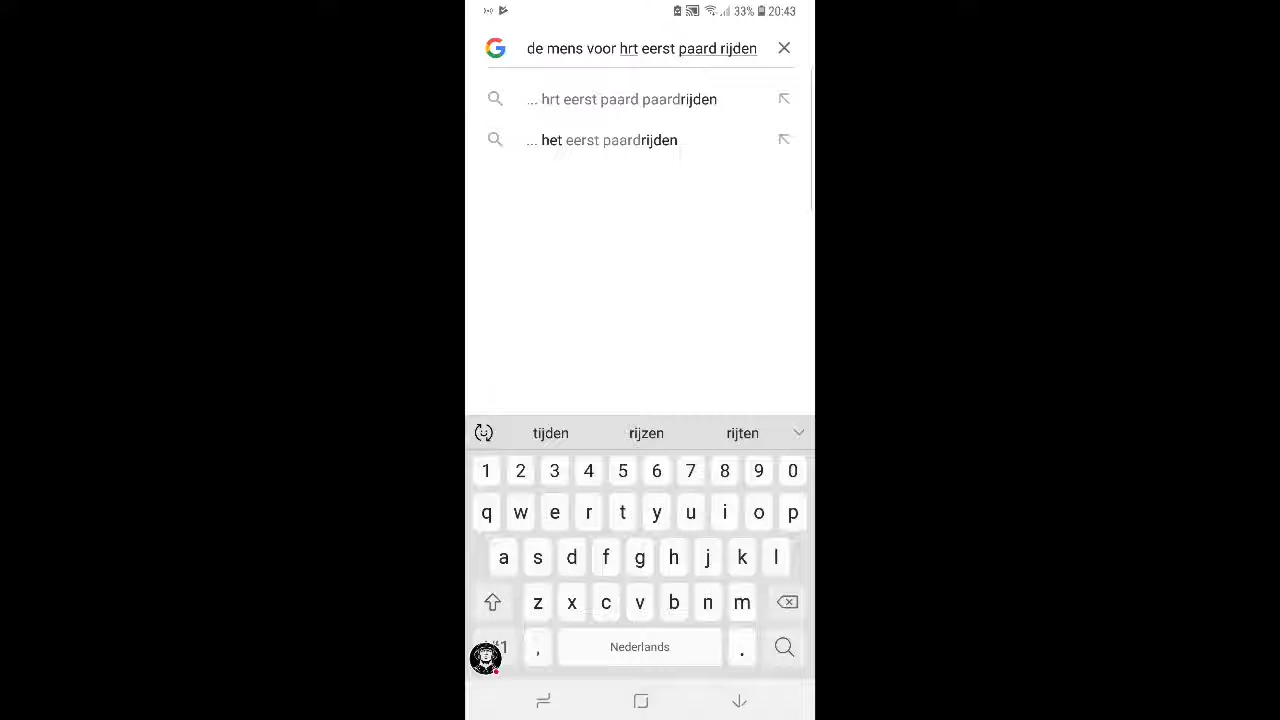 33% 20:43
de mens voor hrt eerst paard rijden
... hrt eerst paard paardrijden
... het eerst paardrijden
tijden rijzen rijten
1 2 3 4 5 6 7 8 9 0
q w e r t y u i o p
a s d f g h j k l
z x c v b n m
, Nederlands .